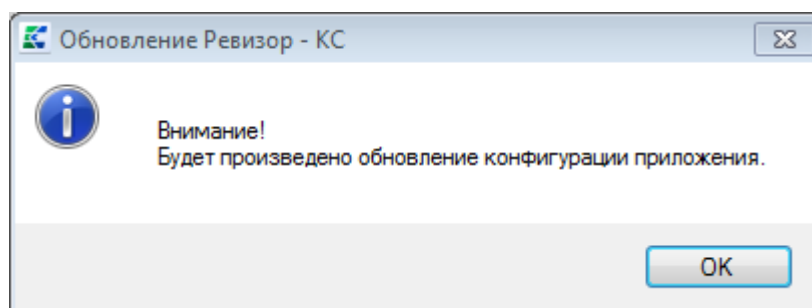 Обновление Ревизор - КС
Внимание!
Будет произведено обновление конфигурации приложения.
OK